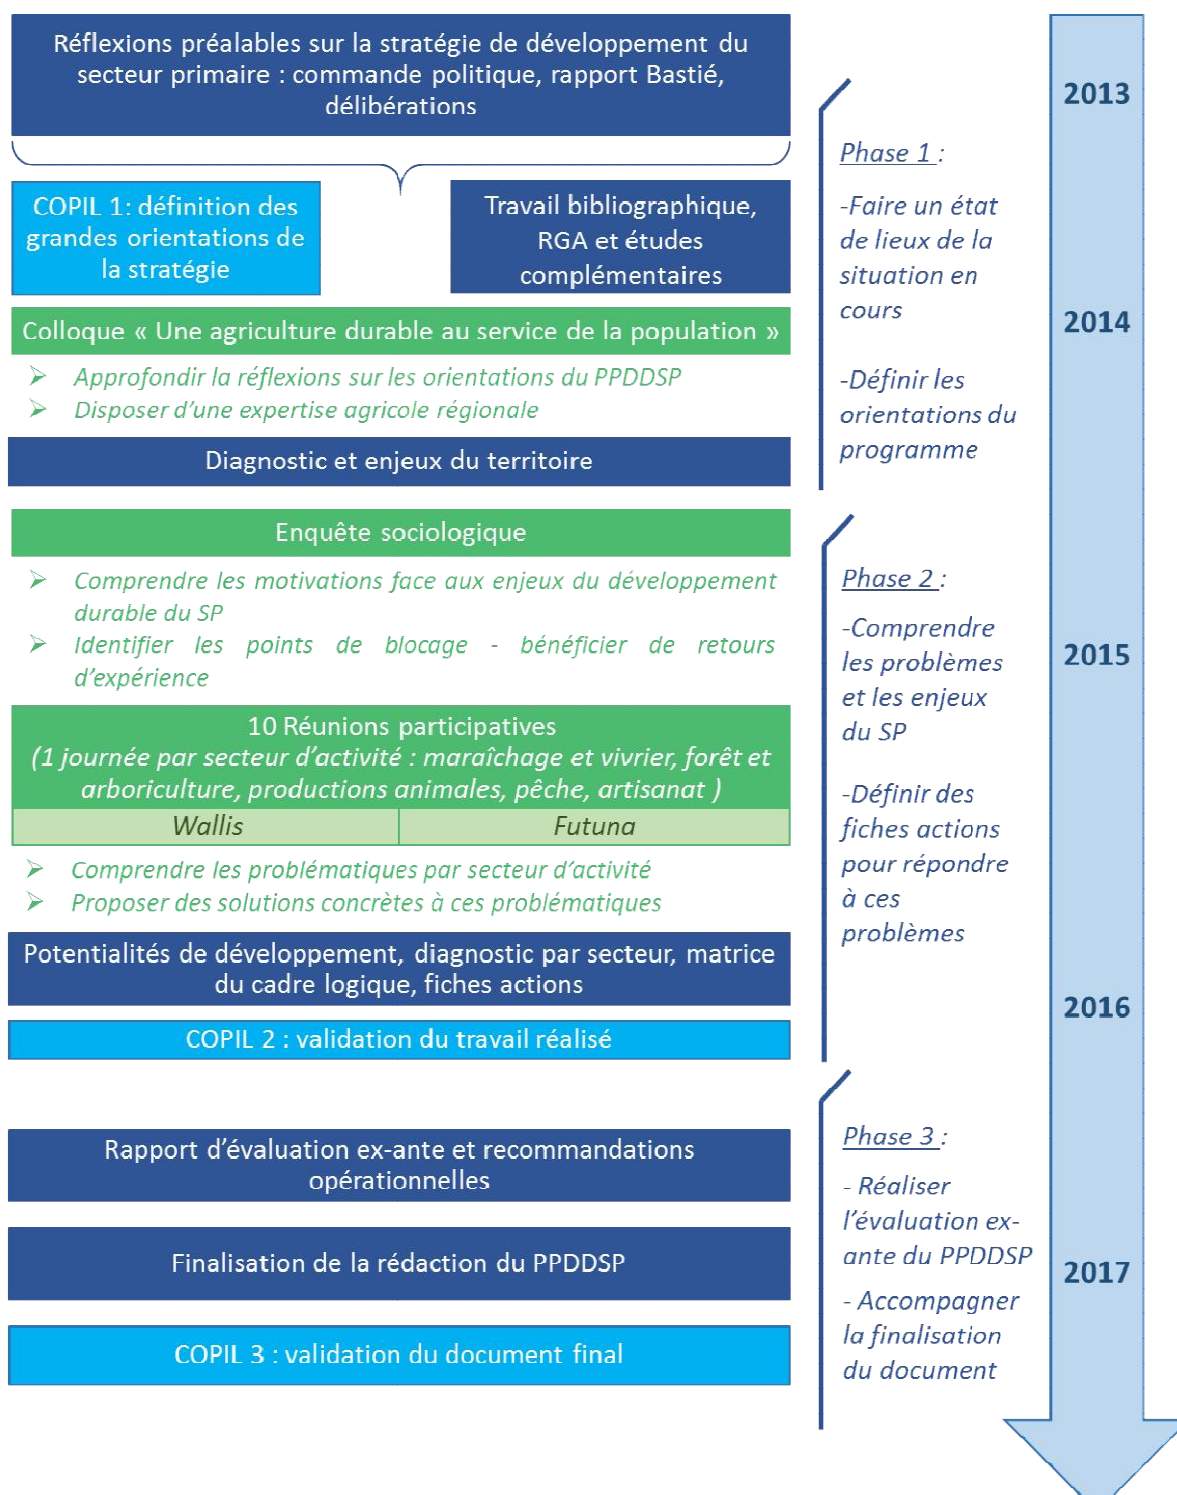 Réflexions préalables sur la stratégie de développement du
secteur primaire : commande politique, rapport Bastié,
délibérations
COPIL 1: définition des
grandes orientations de
la stratégie
Travail bibliographique,
RGA et études
complémentaires
Colloque « Une agriculture durable au service de la population »
Approfondir la réflexions sur les orientations du PPDDSP
Disposer d’une expertise agricole régionale
Diagnostic et enjeux du territoire
Phase 1 :
-Faire un état
de lieux de la
situation en
cours
-Définir les
orientations du
programme
2013
2014
Enquête sociologique
Comprendre les motivations face aux enjeux du développement
durable du SP
Identifier les points de blocage - bénéficier de retours
d’expérience
10 Réunions participatives
(1 journée par secteur d’activité : maraîchage et vivrier, forêt et
arboriculture, productions animales, pêche, artisanat )
Wallis
Futuna
Comprendre les problématiques par secteur d’activité
Proposer des solutions concrètes à ces problématiques
Potentialités de développement, diagnostic par secteur, matrice
du cadre logique, fiches actions
COPIL 2 : validation du travail réalisé
Phase 2 :
-Comprendre
les problèmes
et les enjeux
du SP
-Définir des
fiches actions
pour répondre
à ces
problèmes
2015
2016
Rapport d’évaluation ex-ante et recommandations
opérationnelles
Finalisation de la rédaction du PPDDSP
COPIL 3 : validation du document final
Phase 3 :
- Réaliser
l’évaluation ex-
ante du PPDDSP
- Accompagner
la finalisation
du document
2017